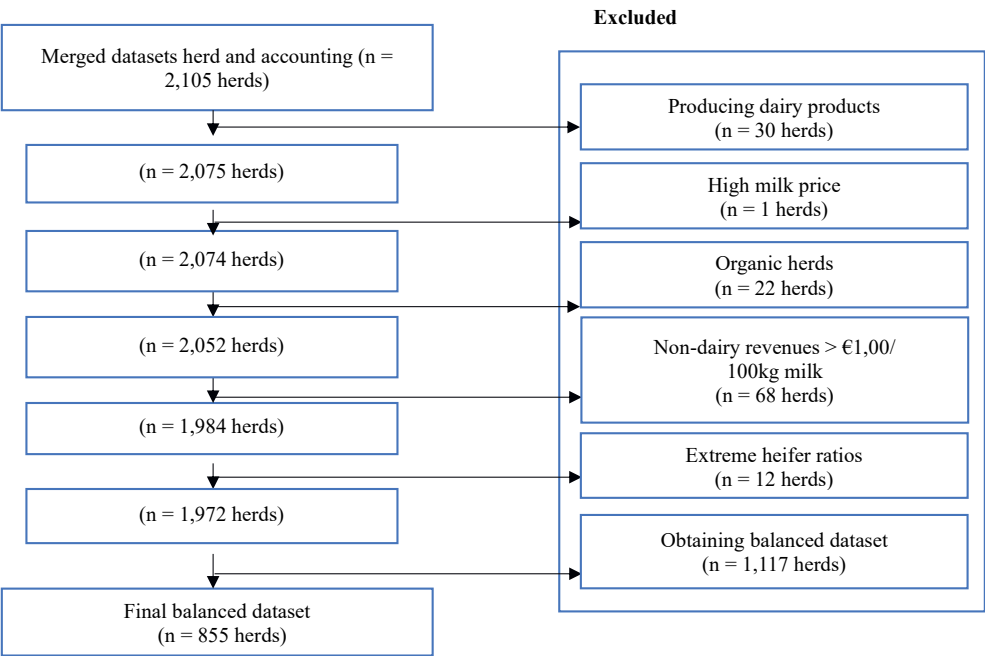 Excluded
Merged datasets herd and accounting (n =
2,105 herds)
Producing dairy products
(n = 30 herds)
(n = 2,075 herds)
High milk price
(n = 1 herds)
(n = 2,074 herds)
Organic herds
(n = 22 herds)
(n = 2,052 herds)
Non-dairy revenues > €1,00/
100kg milk
(n = 68 herds)
(n = 1,984 herds)
Extreme heifer ratios
(n = 12 herds)
(n = 1,972 herds)
Obtaining balanced dataset
(n = 1,117 herds)
Final balanced dataset
(n = 855 herds)